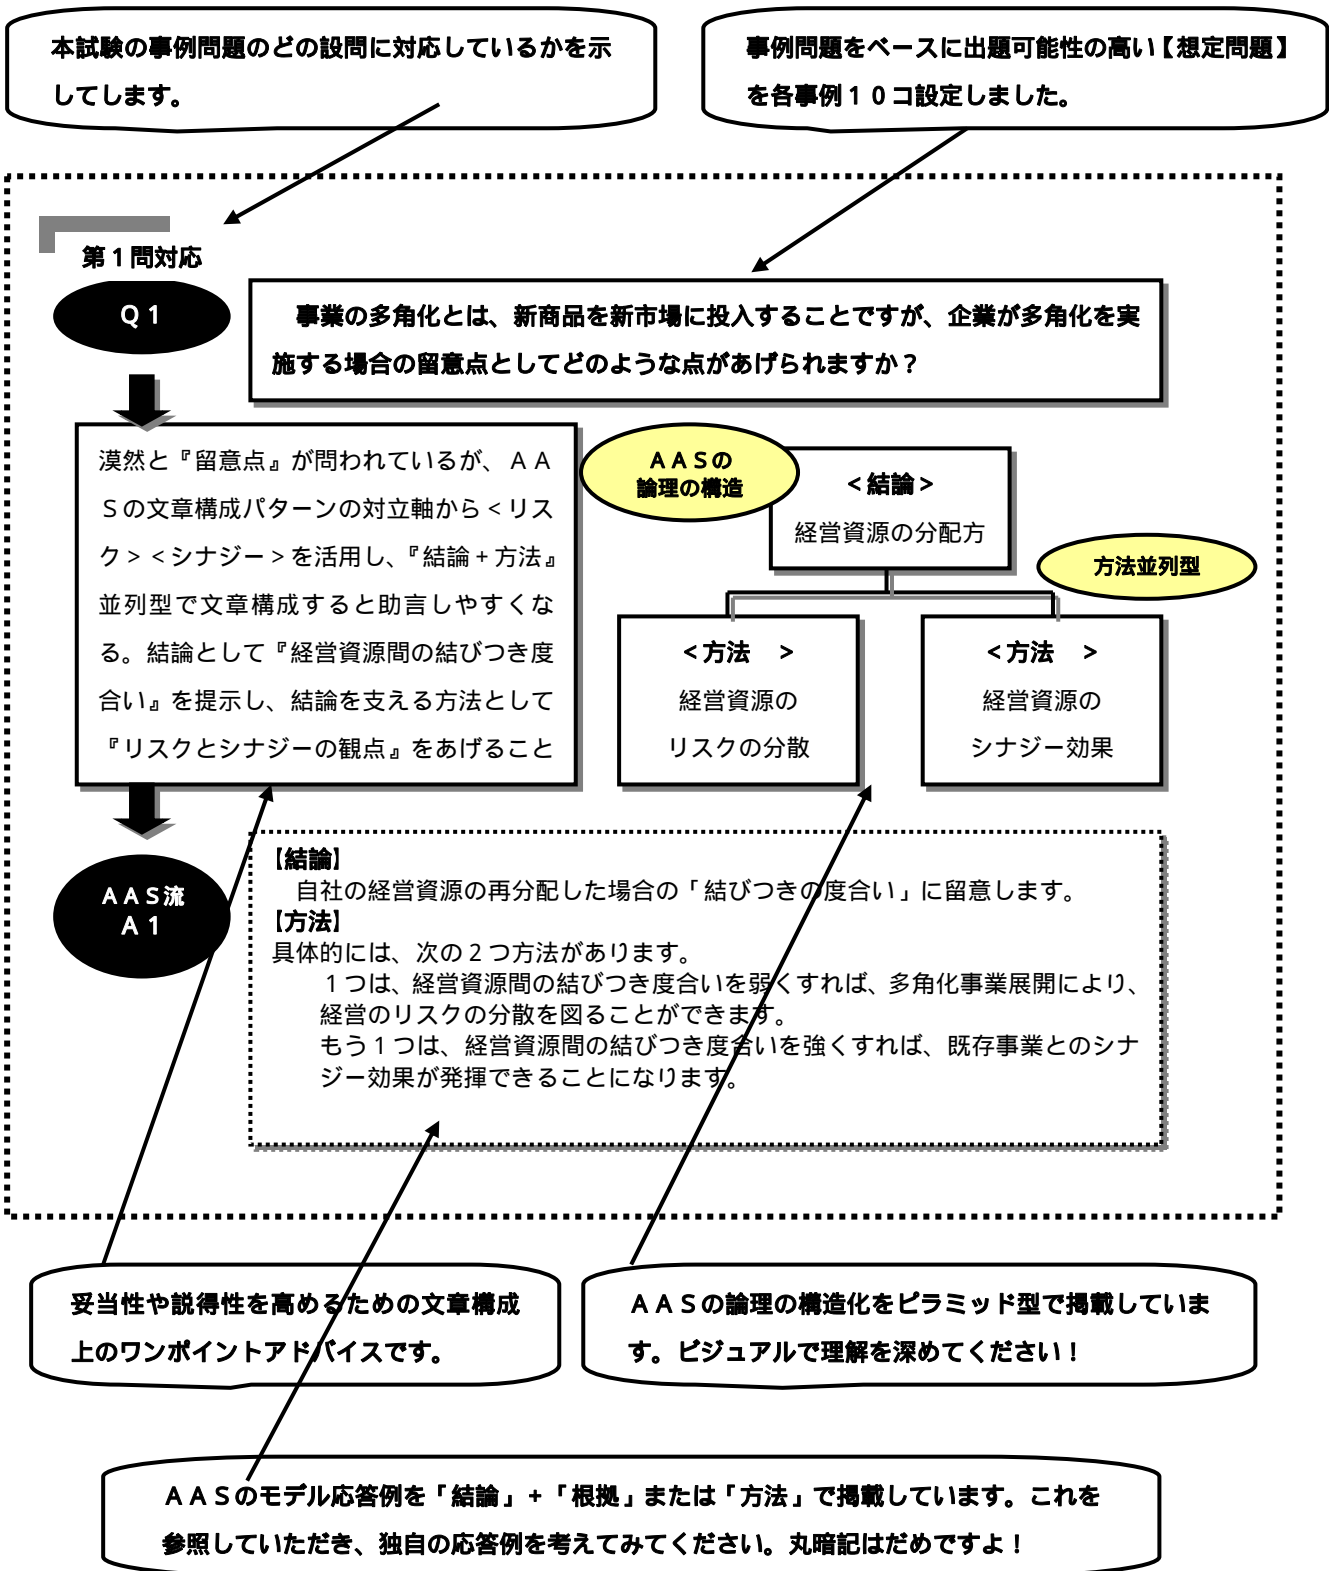 本試験の事例問題のどの設問に対応しているかを示
してします。
事例問題をベースに出題可能性の高い【想定問題】
を各事例10コ設定しました。
第1問対応
Q1
事業の多角化とは、新商品を新市場に投入することですが、企業が多角化を実
施する場合の留意点としてどのような点があげられますか?
漠然と『留意点』が問われているが、AA
Sの文章構成パターンの対立軸から<リス
ク><シナジー>を活用し、『結論+方法』
並列型で文章構成すると助言しやすくな
る。結論として『経営資源間の結びつき度
合い』を提示し、結論を支える方法として
『リスクとシナジーの観点』をあげること
AASの
論理の構造
<結論>
経営資源の分配方
方法並列型
<方法 >
経営資源の
リスクの分散
<方法 >
経営資源の
シナジー効果
AAS流
A1
【結論】
自社の経営資源の再分配した場合の「結びつきの度合い」に留意します。
【方法】
具体的には、次の2つ方法があります。
1つは、経営資源間の結びつき度合いを弱くすれば、多角化事業展開により、
経営のリスクの分散を図ることができます。
もう1つは、経営資源間の結びつき度合いを強くすれば、既存事業とのシナ
ジー効果が発揮できることになります。
妥当性や説得性を高めるための文章構成
上のワンポイントアドバイスです。
AASの論理の構造化をピラミッド型で掲載していま
す。ビジュアルで理解を深めてください!
AASのモデル応答例を「結論」+「根拠」または「方法」で掲載しています。これを
参照していただき、独自の応答例を考えてみてください。丸暗記はだめですよ!